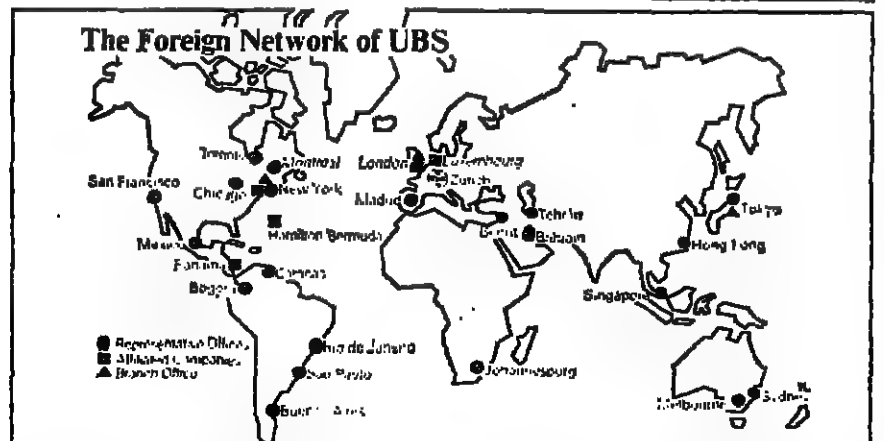 The Foreign Network of UBS
Toronto
Montreal
London
Luxembourg
Zurich
San Francisco
Chicago
New York
Madrid
Tehran
Tokyo
Beirut
Bahrain
Hamilton Bermuda
Mexico
Hong Kong
Panama
Caracas
Bogota
Singapore
Representative Offices
Rio de Janeiro
Affiliated Companies
Branch Office
Sao Paulo
Johannesburg
Melbourne
Sydney
Buenos Aires